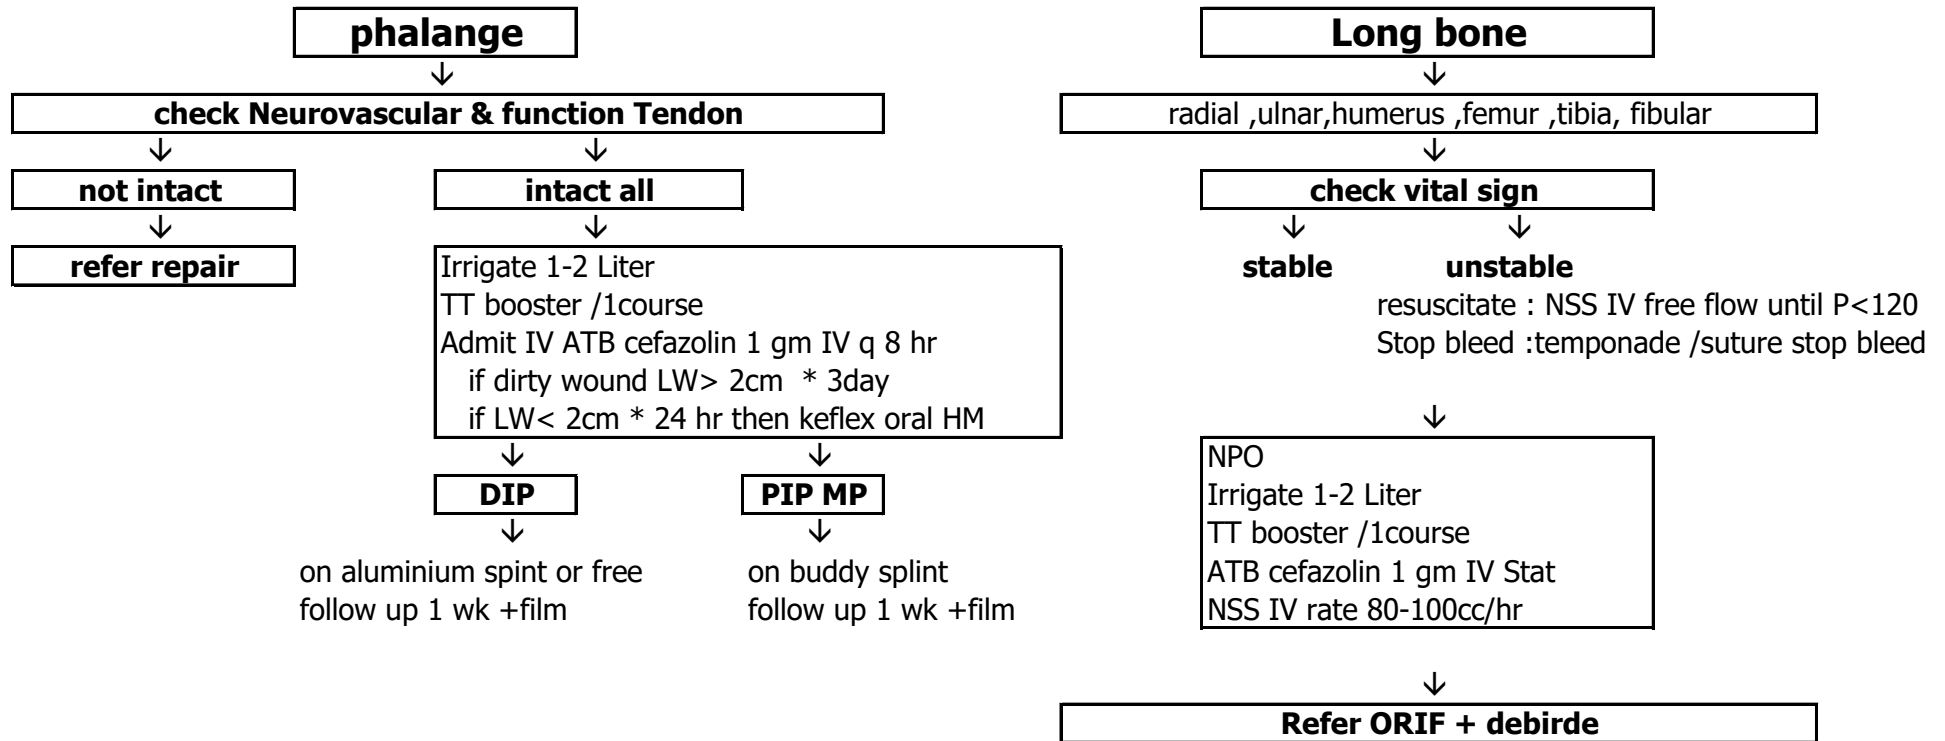 phalange
check Neurovascular & function Tendon
not intact
intact all
refer repair
Irrigate 1-2 Liter
TT booster /1course
Admit IV ATB cefazolin 1 gm IV q 8 hr
if dirty wound LW> 2cm * 3day
if LW< 2cm * 24 hr then keflex oral HM
DIP
PIP MP
on aluminium spint or free
follow up 1 wk +film
on buddy splint
follow up 1 wk +film
Long bone
radial ,ulnar,humerus ,femur ,tibia, fibular
check vital sign
stable
unstable
resuscitate : NSS IV free flow until P<120
Stop bleed :temponade /suture stop bleed
NPO
Irrigate 1-2 Liter
TT booster /1course
ATB cefazolin 1 gm IV Stat
NSS IV rate 80-100cc/hr
Refer ORIF + debirde